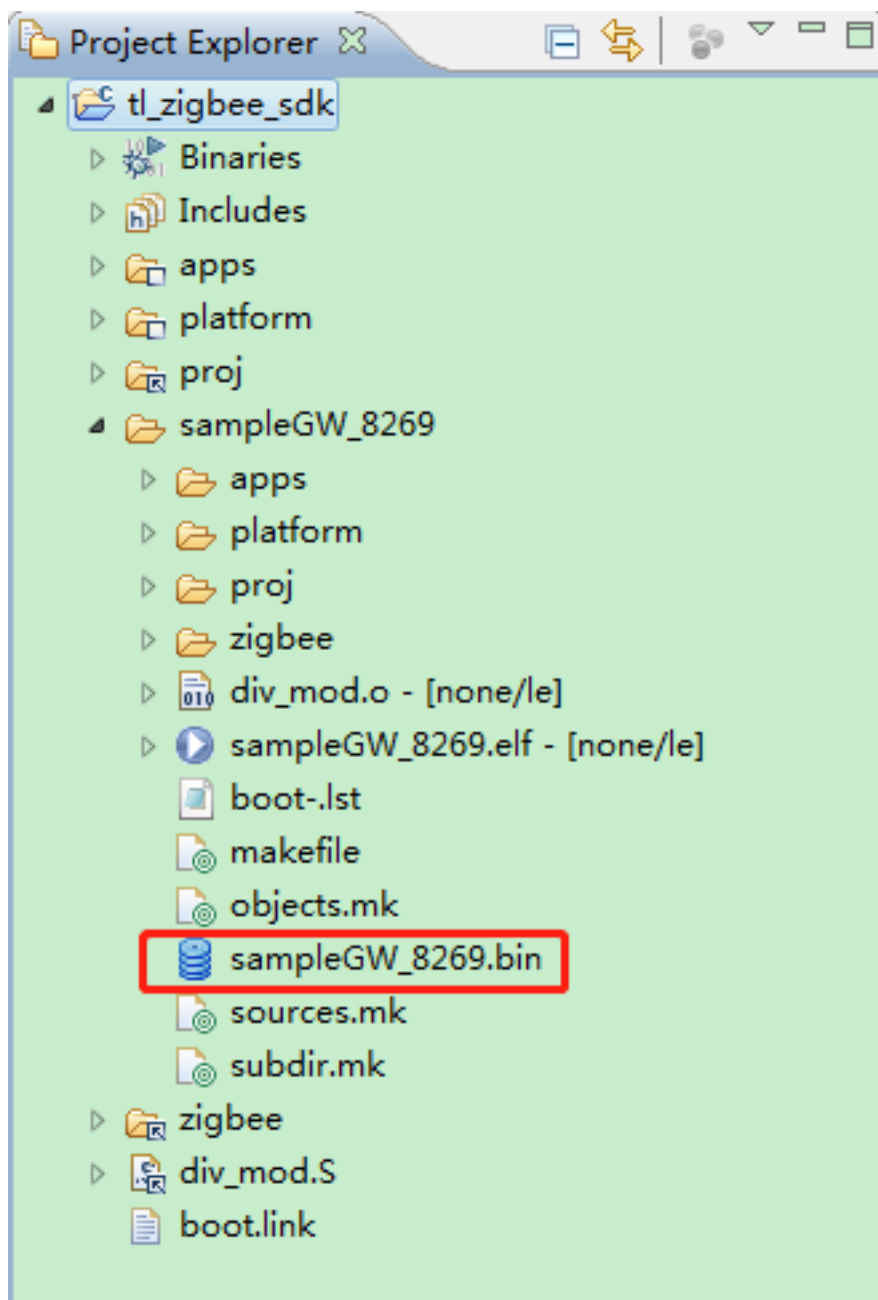 Project Explorer
tl_zigbee_sdk
Binaries
Includes
apps
platform
proj
sampleGW_8269
apps
platform
proj
zigbee
div_mod.o - [none/le]
sampleGW_8269.elf - [none/le]
boot-.lst
makefile
objects.mk
sampleGW_8269.bin
sources.mk
subdir.mk
zigbee
div_mod.S
boot.link